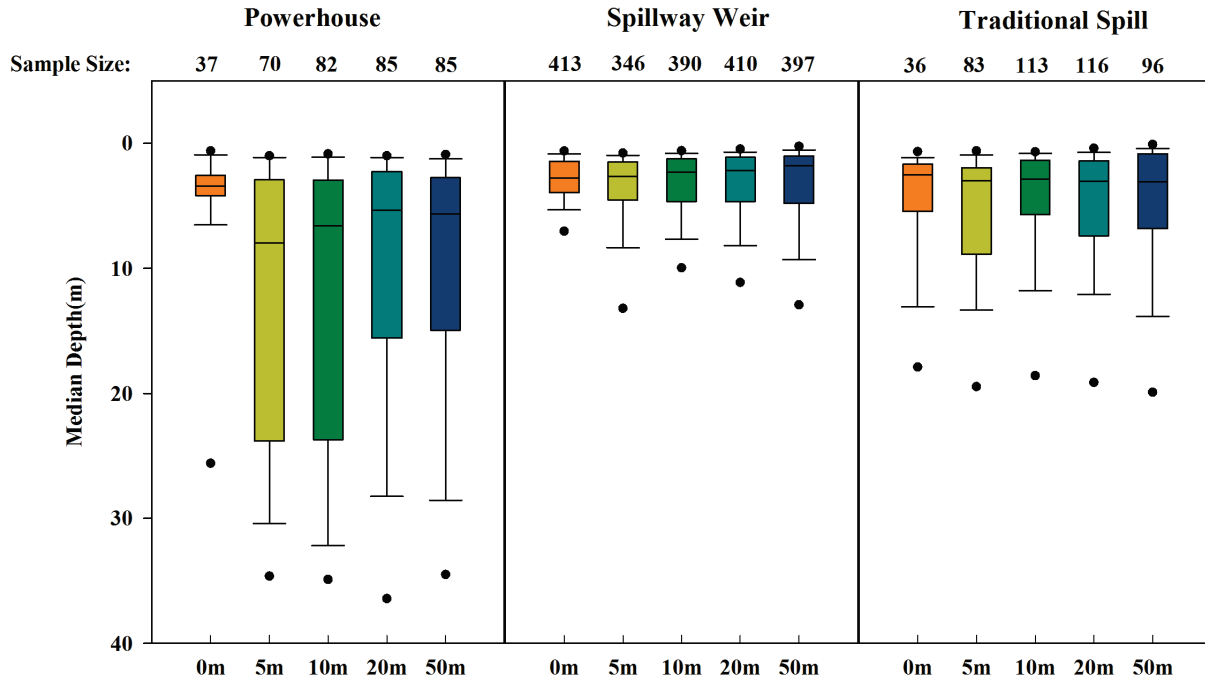 Powerhouse Spillway Weir Traditional Spill
Sample Size: 37 70 82 85 85 413 346 390 410 397 36 83 113 116 96
0
10
20
30
40
Median Depth(m)
0m 5m 10m 20m 50m 0m 5m 10m 20m 50m 0m 5m 10m 20m 50m